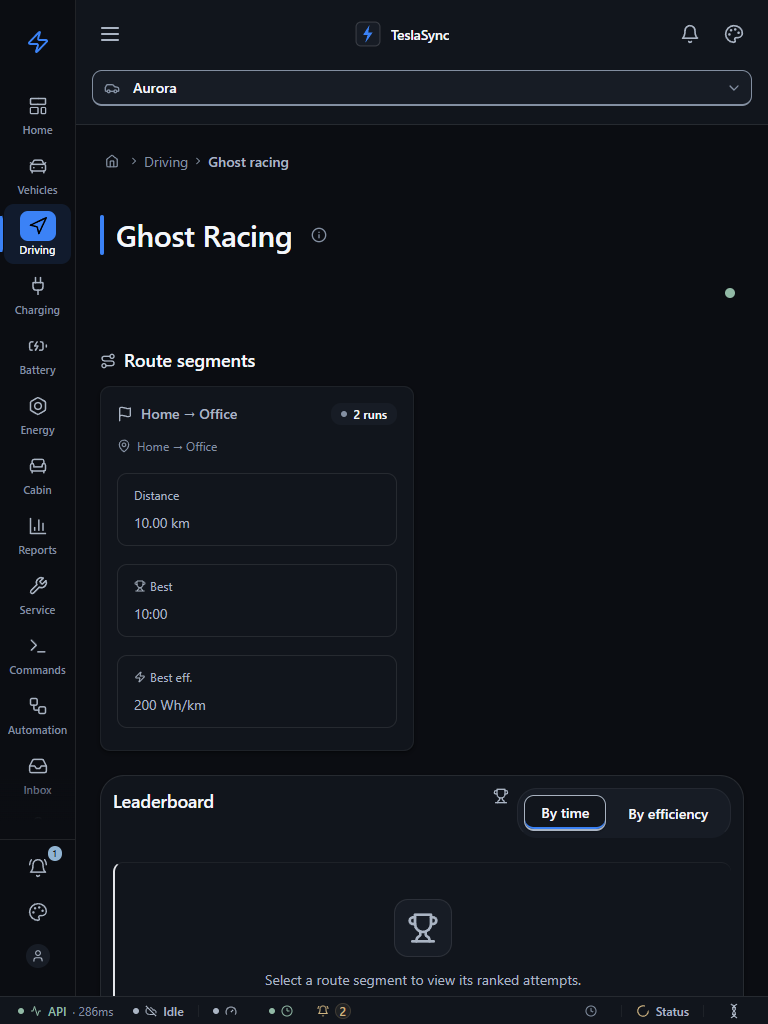 TeslaSync
Aurora
Home
Vehicles
Driving
Charging
Battery
Energy
Cabin
Reports
Service
Commands
Automation
Inbox
1
Driving
Ghost racing
Ghost Racing
Route segments
Home → Office
2 runs
Home → Office
Distance
10.00 km
Best
10:00
Best eff.
200 Wh/km
Leaderboard
By time
By efficiency
Select a route segment to view its ranked attempts.
API · 286ms
Idle
2
Status